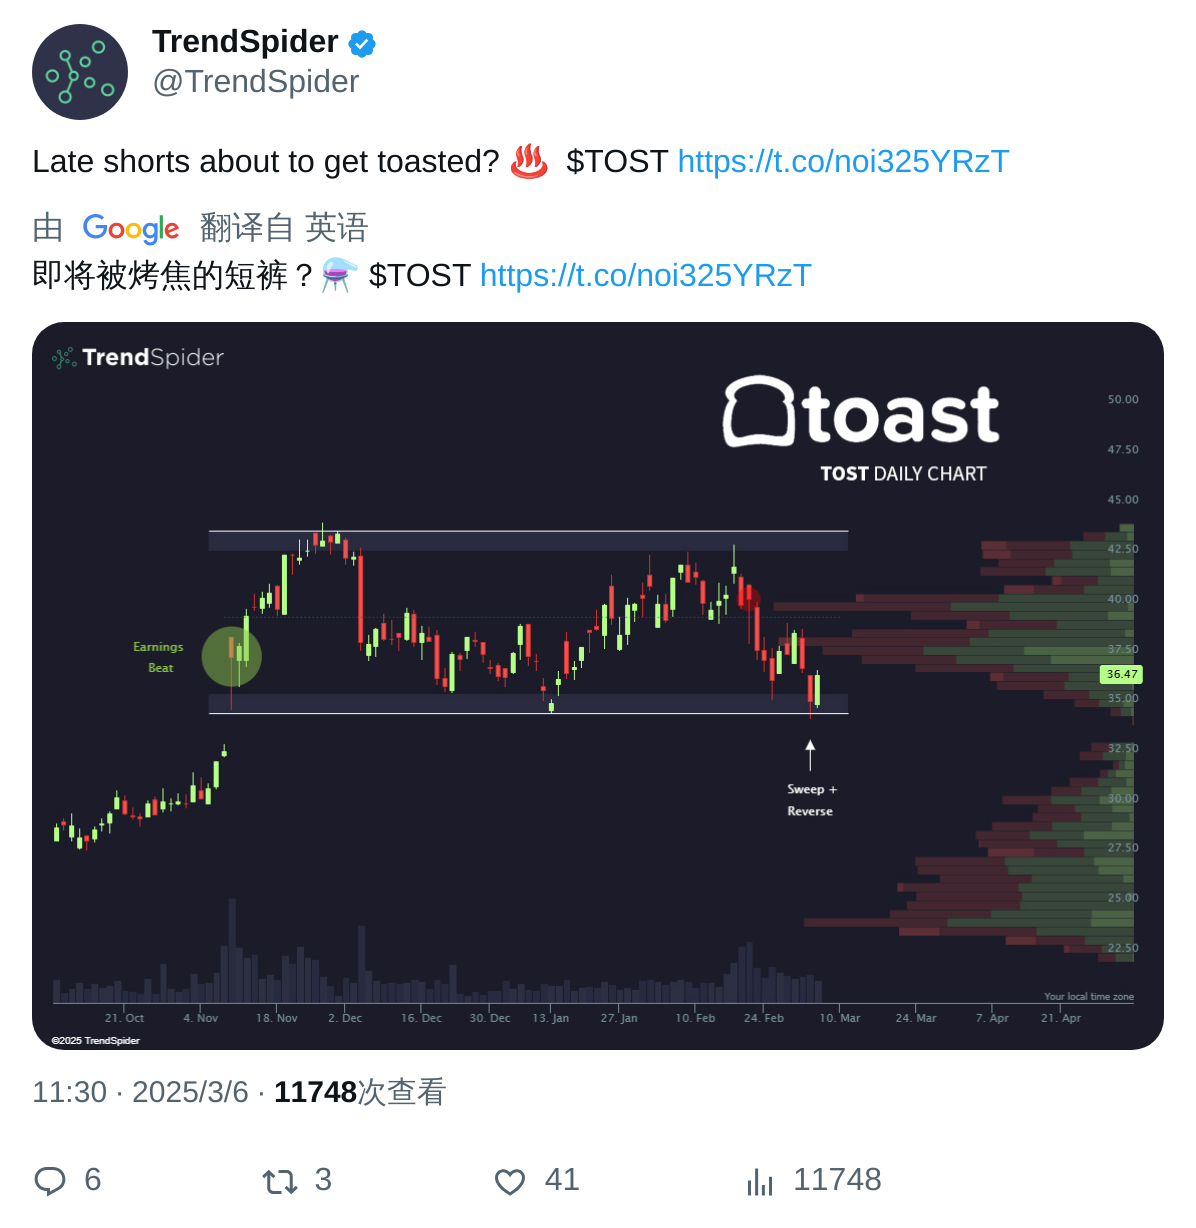 TrendSpider
@TrendSpider
Late shorts about to get toasted? ♨️ $TOST https://t.co/noi325YRzT
由 Google 翻译自 英语
即将被烤焦的短裤？⚗️ $TOST https://t.co/noi325YRzT
TrendSpider
toast
TOST DAILY CHART
50.00
47.50
45.00
42.50
40.00
37.50
36.47
35.00
32.50
30.00
27.50
25.00
22.50
Earnings
Beat
Sweep +
Reverse
Your local time zone
21. Oct 4. Nov 18. Nov 2. Dec 16. Dec 30. Dec 13. Jan 27. Jan 10. Feb 24. Feb 10. Mar 24. Mar 7. Apr 21. Apr
©2025 TrendSpider
11:30 · 2025/3/6 · 11748次查看
6 3 41 11748